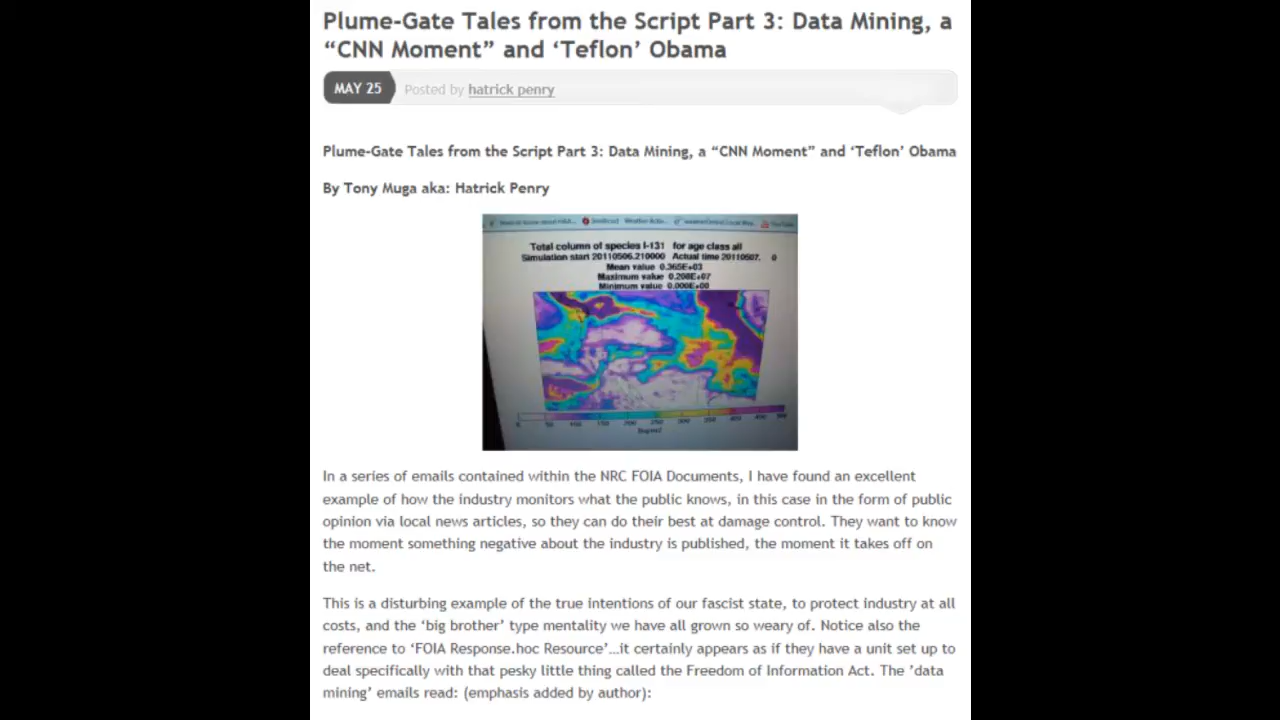 Plume-Gate Tales from the Script Part 3: Data Mining, a
“CNN Moment” and ‘Teflon’ Obama
MAY 25
Posted by hatrick penry
Plume-Gate Tales from the Script Part 3: Data Mining, a “CNN Moment” and ‘Teflon’ Obama
By Tony Muga aka: Hatrick Penry
Total column of species I-131 for age class all
Simulation start 20110506.210000 Actual time 20110507. 0
Mean value 0.365E+03
Maximum value 0.208E+07
Minimum value 0.000E+00
In a series of emails contained within the NRC FOIA Documents, I have found an excellent
example of how the industry monitors what the public knows, in this case in the form of public
opinion via local news articles, so they can do their best at damage control. They want to know
the moment something negative about the industry is published, the moment it takes off on
the net.
This is a disturbing example of the true intentions of our fascist state, to protect industry at all
costs, and the ‘big brother’ type mentality we have all grown so weary of. Notice also the
reference to ‘FOIA Response.hoc Resource’…it certainly appears as if they have a unit set up to
deal specifically with that pesky little thing called the Freedom of Information Act. The ’data
mining’ emails read: (emphasis added by author):